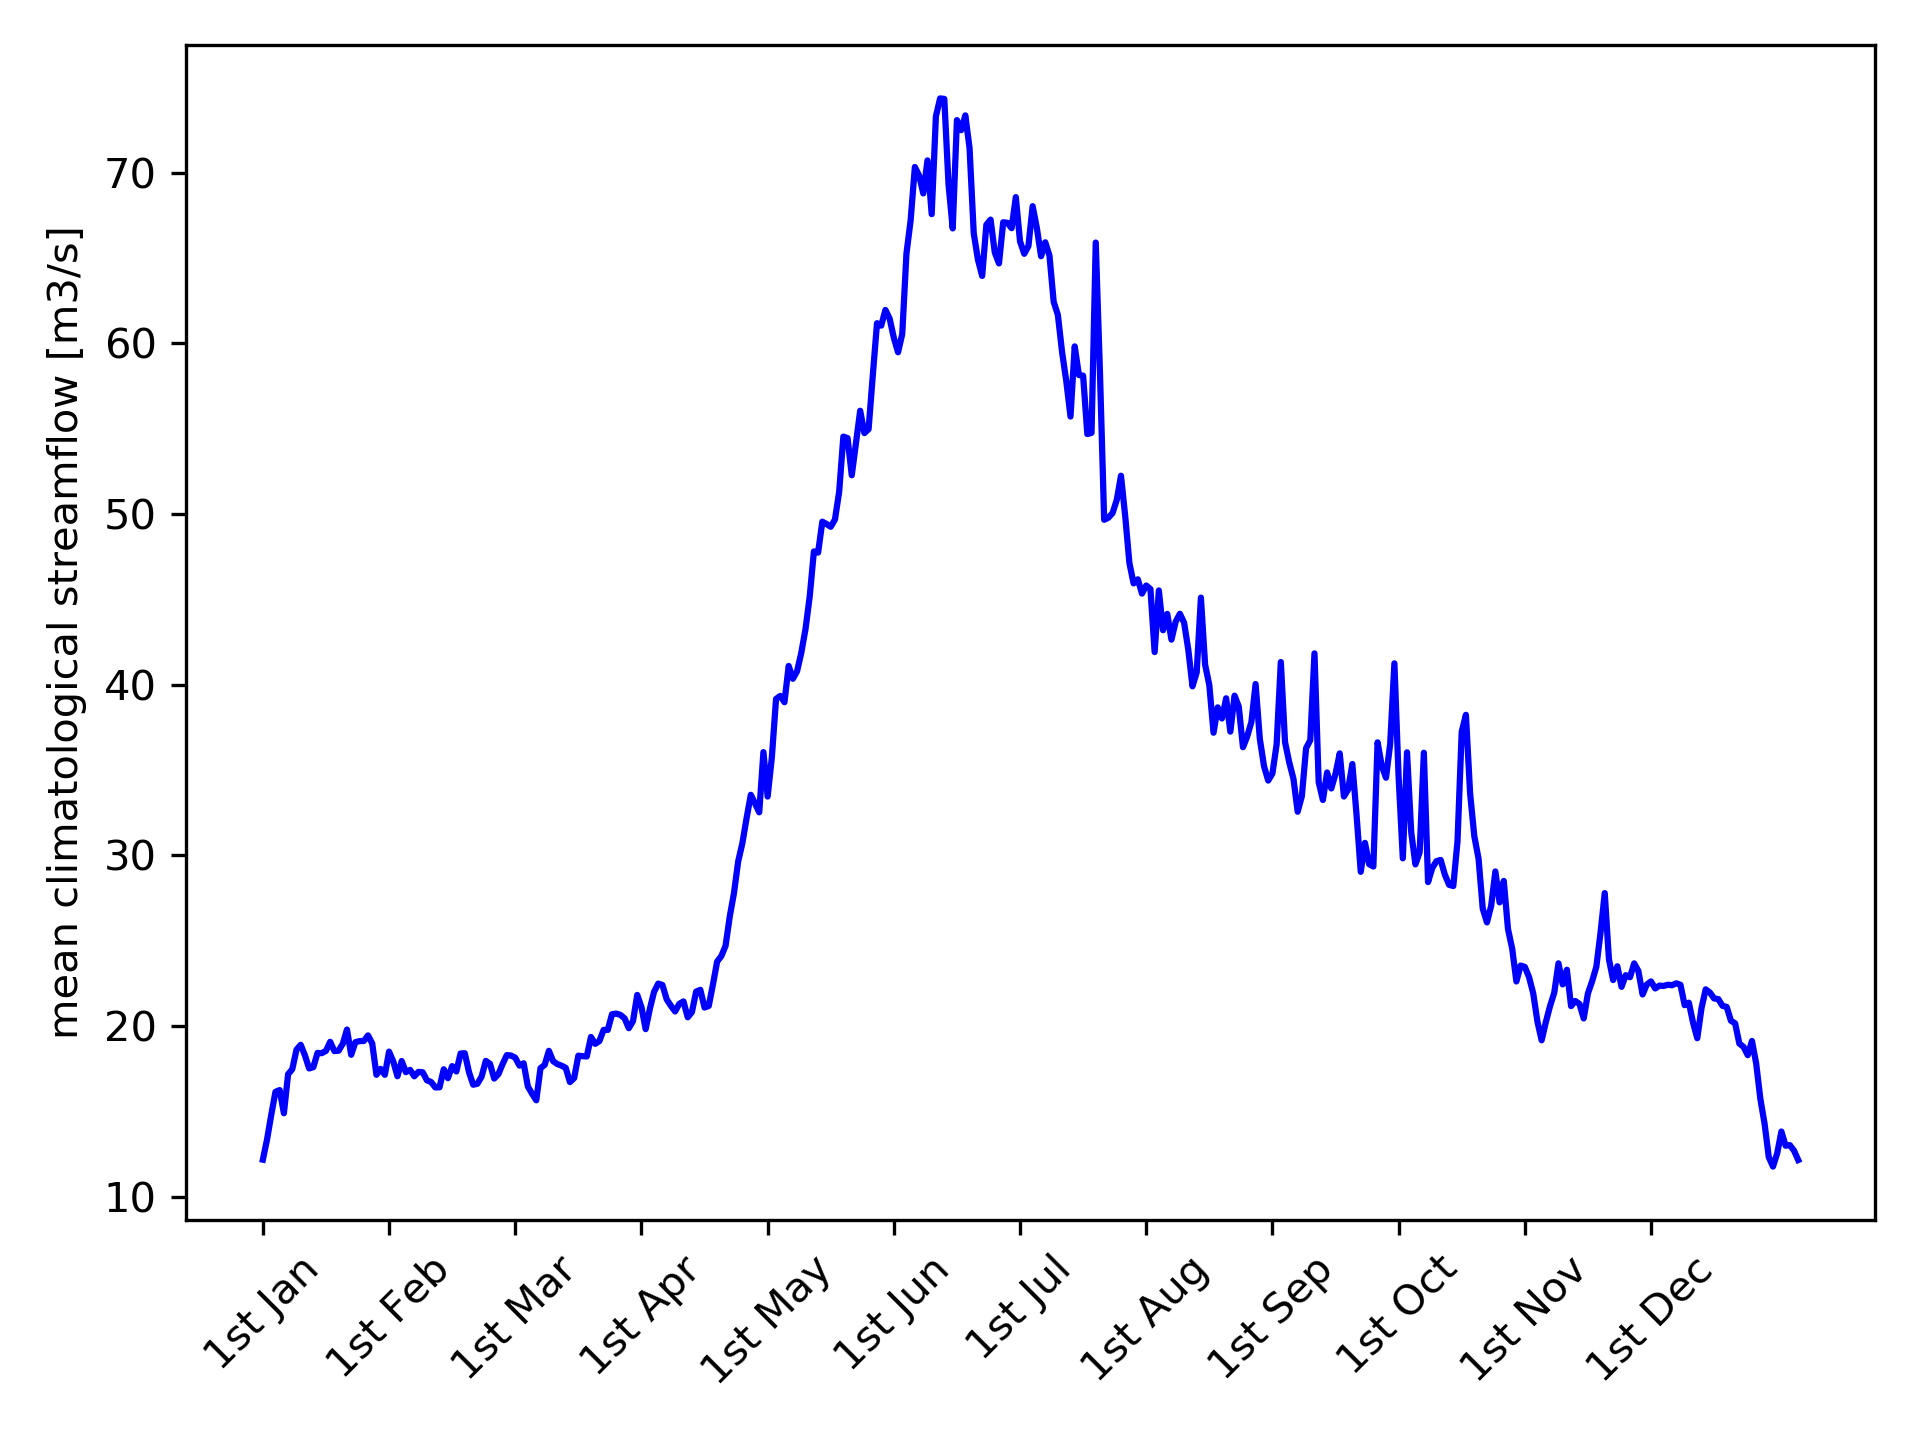 mean climatological streamflow [m3/s]
70
60
50
40
30
20
10
1st Jan
1st Feb
1st Mar
1st Apr
1st May
1st Jun
1st Jul
1st Aug
1st Sep
1st Oct
1st Nov
1st Dec